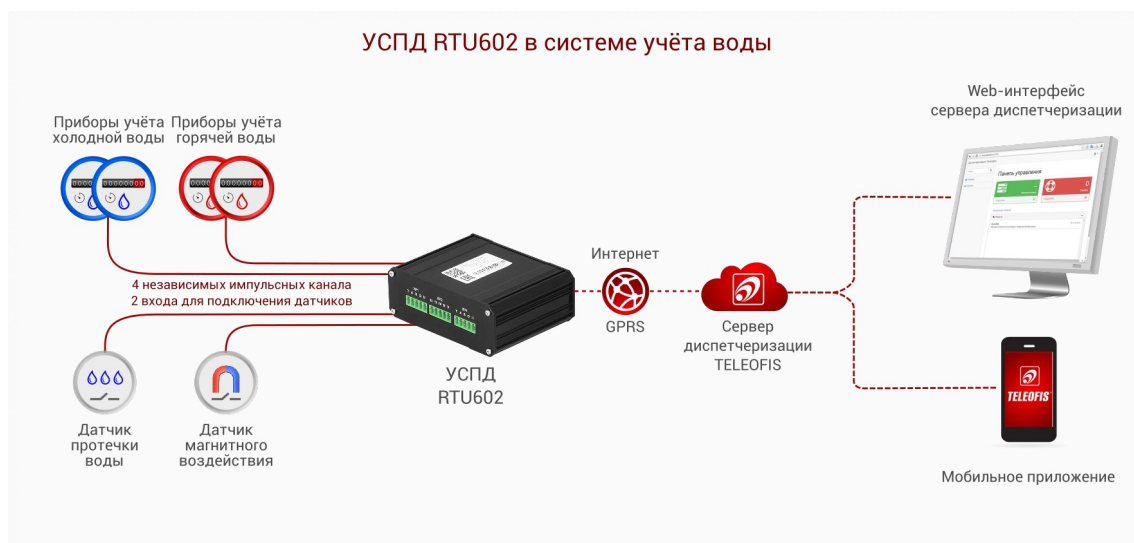 УСПД RTU602 в системе учёта воды
Web-интерфейс
сервера диспетчеризации
Приборы учёта
холодной воды
Приборы учёта
горячей воды
Панель управления
0
4 независимых импульсных канала
2 входа для подключения датчиков
Интернет
GPRS
Сервер
диспетчеризации
TELEOFIS
УСПД
RTU602
Датчик
протечки
воды
Датчик
магнитного
воздействия
TELEOFIS
Мобильное приложение